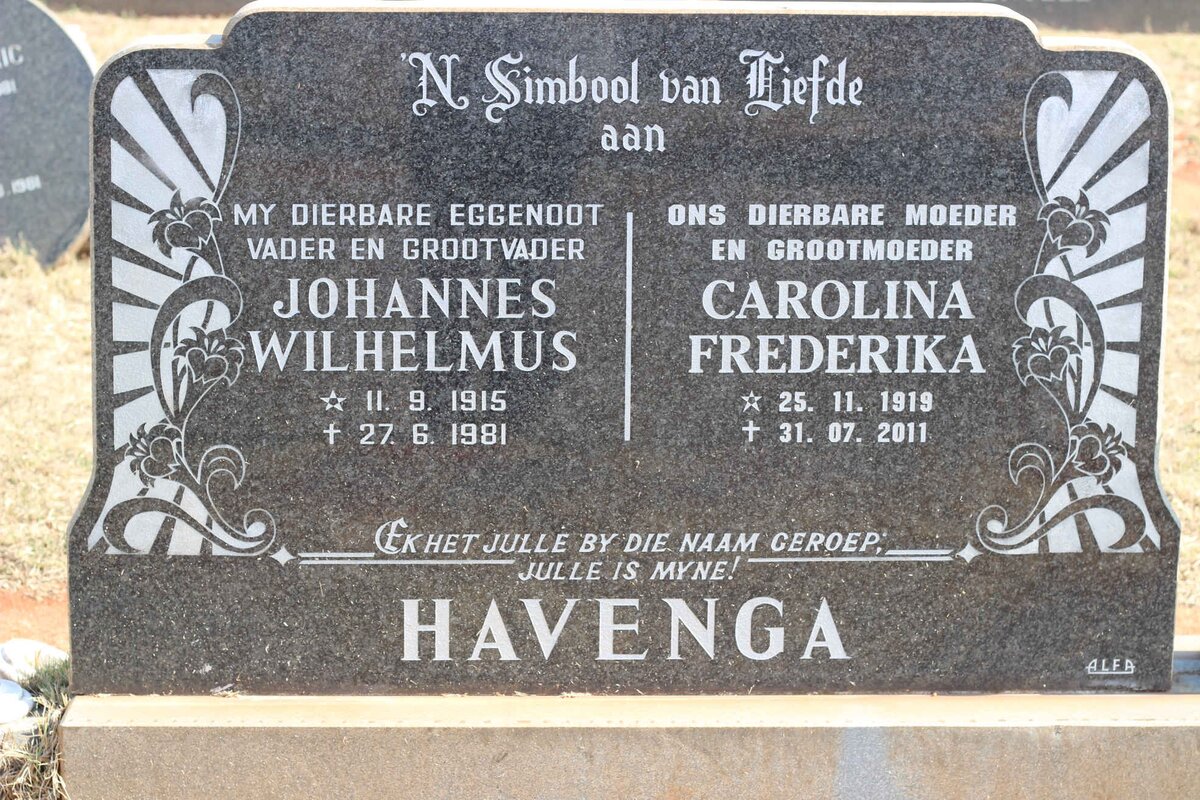 'N Simbool van Liefde
aan
MY DIERBARE EGGENOOT
VADER EN GROOTVADER
JOHANNES
WILHELMUS
☆ 11. 9. 1915
✝ 27. 6. 1981
ONS DIERBARE MOEDER
EN GROOTMOEDER
CAROLINA
FREDERIKA
☆ 25. 11. 1919
✝ 31. 07. 2011
EK HET JULLE BY DIE NAAM GEROEP;
JULLE IS MYNE!
HAVENGA
ALFA
1981